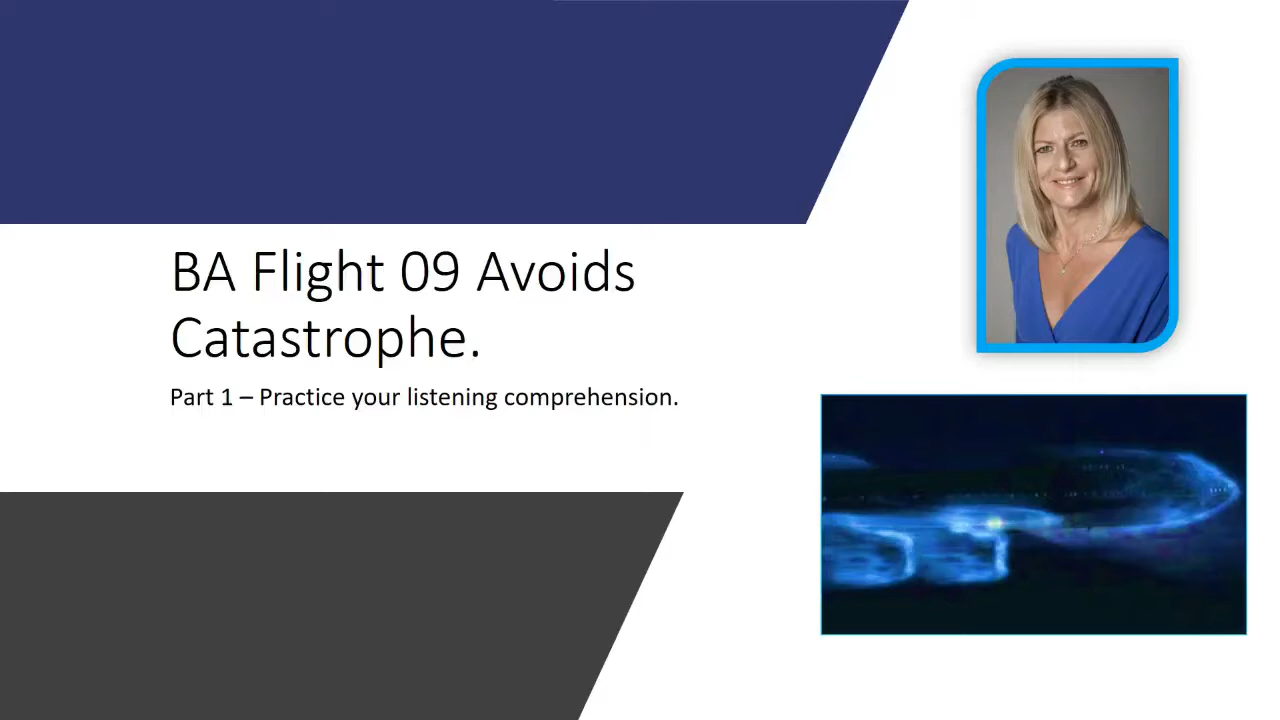 BA Flight 09 Avoids
Catastrophe.
Part 1 – Practice your listening comprehension.